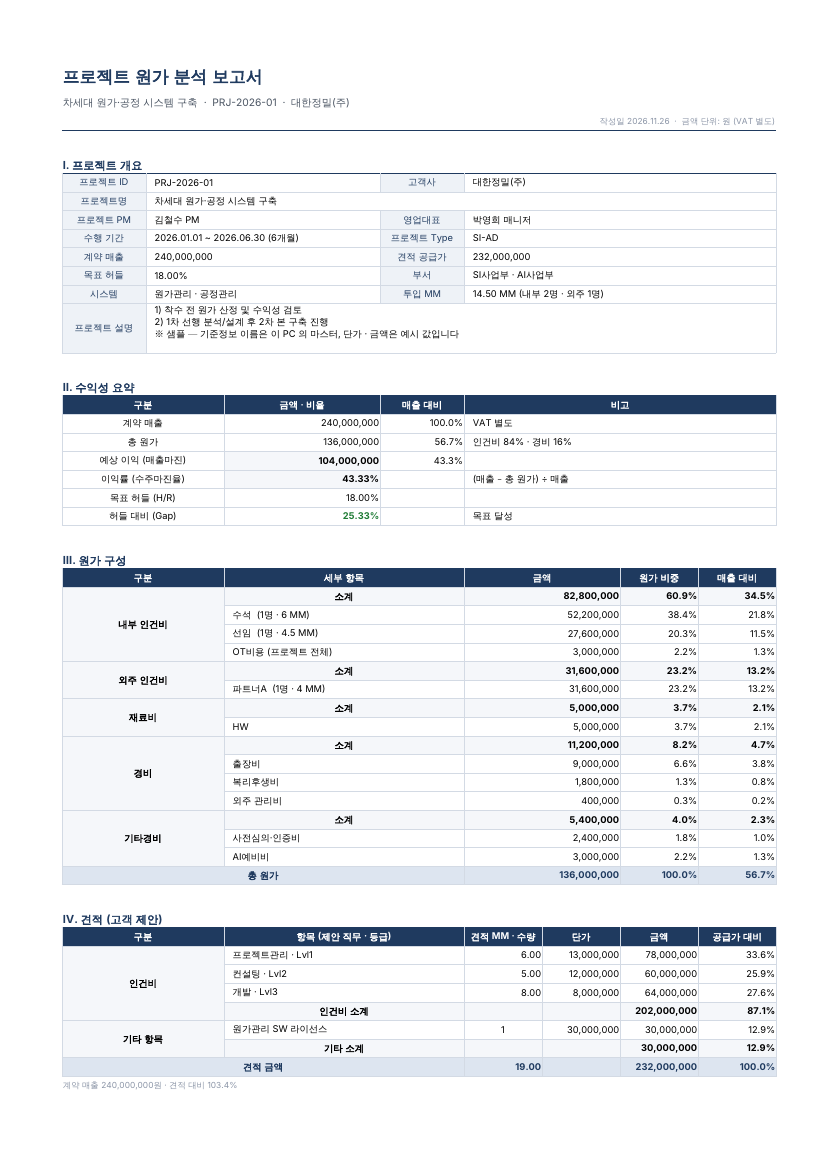 프로젝트 원가 분석 보고서
차세대 원가·공정 시스템 구축 · PRJ-2026-01 · 대한정밀(주)
작성일 2026.11.26 · 금액 단위: 원 (VAT 별도)
I. 프로젝트 개요
프로젝트 ID PRJ-2026-01 고객사 대한정밀(주)
프로젝트명 차세대 원가·공정 시스템 구축
프로젝트 PM 김철수 PM 영업대표 박영희 매니저
수행 기간 2026.01.01 ~ 2026.06.30 (6개월) 프로젝트 Type SI-AD
계약 매출 240,000,000 견적 공급가 232,000,000
목표 허들 18.00% 부서 SI사업부 · AI사업부
시스템 원가관리 · 공정관리 투입 MM 14.50 MM (내부 2명 · 외주 1명)
프로젝트 설명 1) 착수 전 원가 산정 및 수익성 검토
2) 1차 선행 분석/설계 후 2차 본 구축 진행
※ 샘플 — 기준정보 이름은 이 PC 의 마스터, 단가 · 금액은 예시 값입니다
II. 수익성 요약
구분 금액 · 비율 매출 대비 비고
계약 매출 240,000,000 100.0% VAT 별도
총 원가 136,000,000 56.7% 인건비 84% · 경비 16%
예상 이익 (매출마진) 104,000,000 43.3%
이익률 (수주마진율) 43.33% (매출 − 총 원가) ÷ 매출
목표 허들 (H/R) 18.00%
허들 대비 (Gap) 25.33% 목표 달성
III. 원가 구성
구분 세부 항목 금액 원가 비중 매출 대비
내부 인건비 소계 82,800,000 60.9% 34.5%
수석 (1명 · 6 MM) 52,200,000 38.4% 21.8%
선임 (1명 · 4.5 MM) 27,600,000 20.3% 11.5%
OT비용 (프로젝트 전체) 3,000,000 2.2% 1.3%
외주 인건비 소계 31,600,000 23.2% 13.2%
파트너A (1명 · 4 MM) 31,600,000 23.2% 13.2%
재료비 소계 5,000,000 3.7% 2.1%
HW 5,000,000 3.7% 2.1%
경비 소계 11,200,000 8.2% 4.7%
출장비 9,000,000 6.6% 3.8%
복리후생비 1,800,000 1.3% 0.8%
외주 관리비 400,000 0.3% 0.2%
기타경비 소계 5,400,000 4.0% 2.3%
사전심의·인증비 2,400,000 1.8% 1.0%
AI예비비 3,000,000 2.2% 1.3%
총 원가 136,000,000 100.0% 56.7%
IV. 견적 (고객 제안)
구분 항목 (제안 직무 · 등급) 견적 MM · 수량 단가 금액 공급가 대비
인건비 프로젝트관리 · Lvl1 6.00 13,000,000 78,000,000 33.6%
컨설팅 · Lvl2 5.00 12,000,000 60,000,000 25.9%
개발 · Lvl3 8.00 8,000,000 64,000,000 27.6%
인건비 소계 202,000,000 87.1%
기타 항목 원가관리 SW 라이선스 1 30,000,000 30,000,000 12.9%
기타 소계 30,000,000 12.9%
견적 금액 19.00 232,000,000 100.0%
계약 매출 240,000,000원 · 견적 대비 103.4%